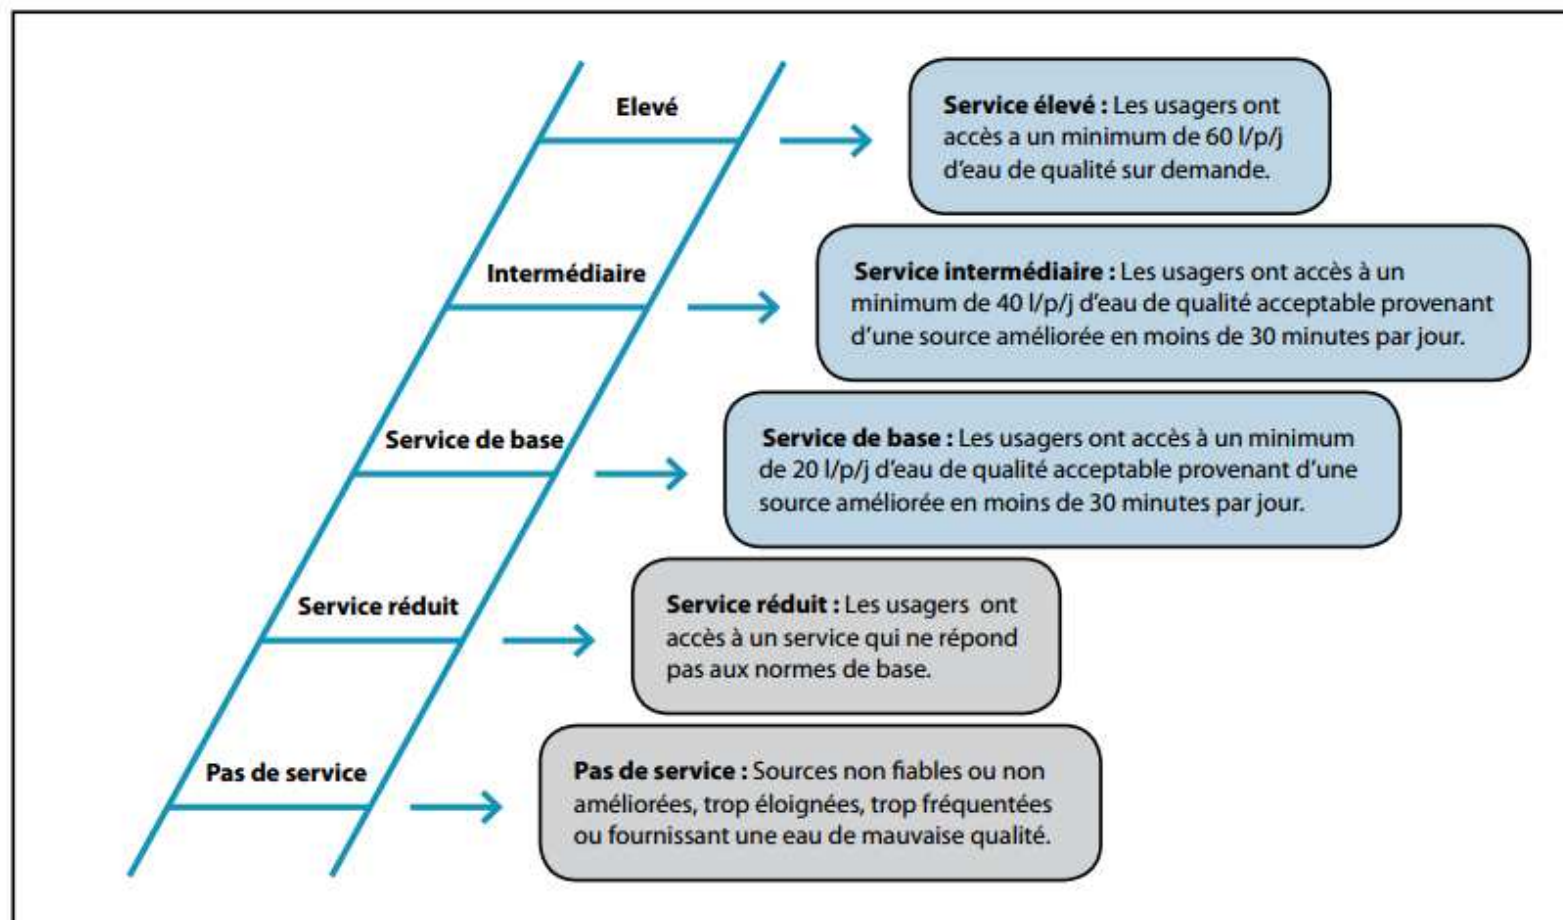 Elevé
Service élevé : Les usagers ont
accès a un minimum de 60 l/p/j
d'eau de qualité sur demande.
Intermédiaire
Service intermédiaire : Les usagers ont accès à un
minimum de 40 l/p/j d'eau de qualité acceptable provenant
d'une source améliorée en moins de 30 minutes par jour.
Service de base
Service de base : Les usagers ont accès à un minimum
de 20 l/p/j d'eau de qualité acceptable provenant d'une
source améliorée en moins de 30 minutes par jour.
Service réduit
Service réduit : Les usagers ont
accès à un service qui ne répond
pas aux normes de base.
Pas de service
Pas de service : Sources non fiables ou non
améliorées, trop éloignées, trop fréquentées
ou fournissant une eau de mauvaise qualité.